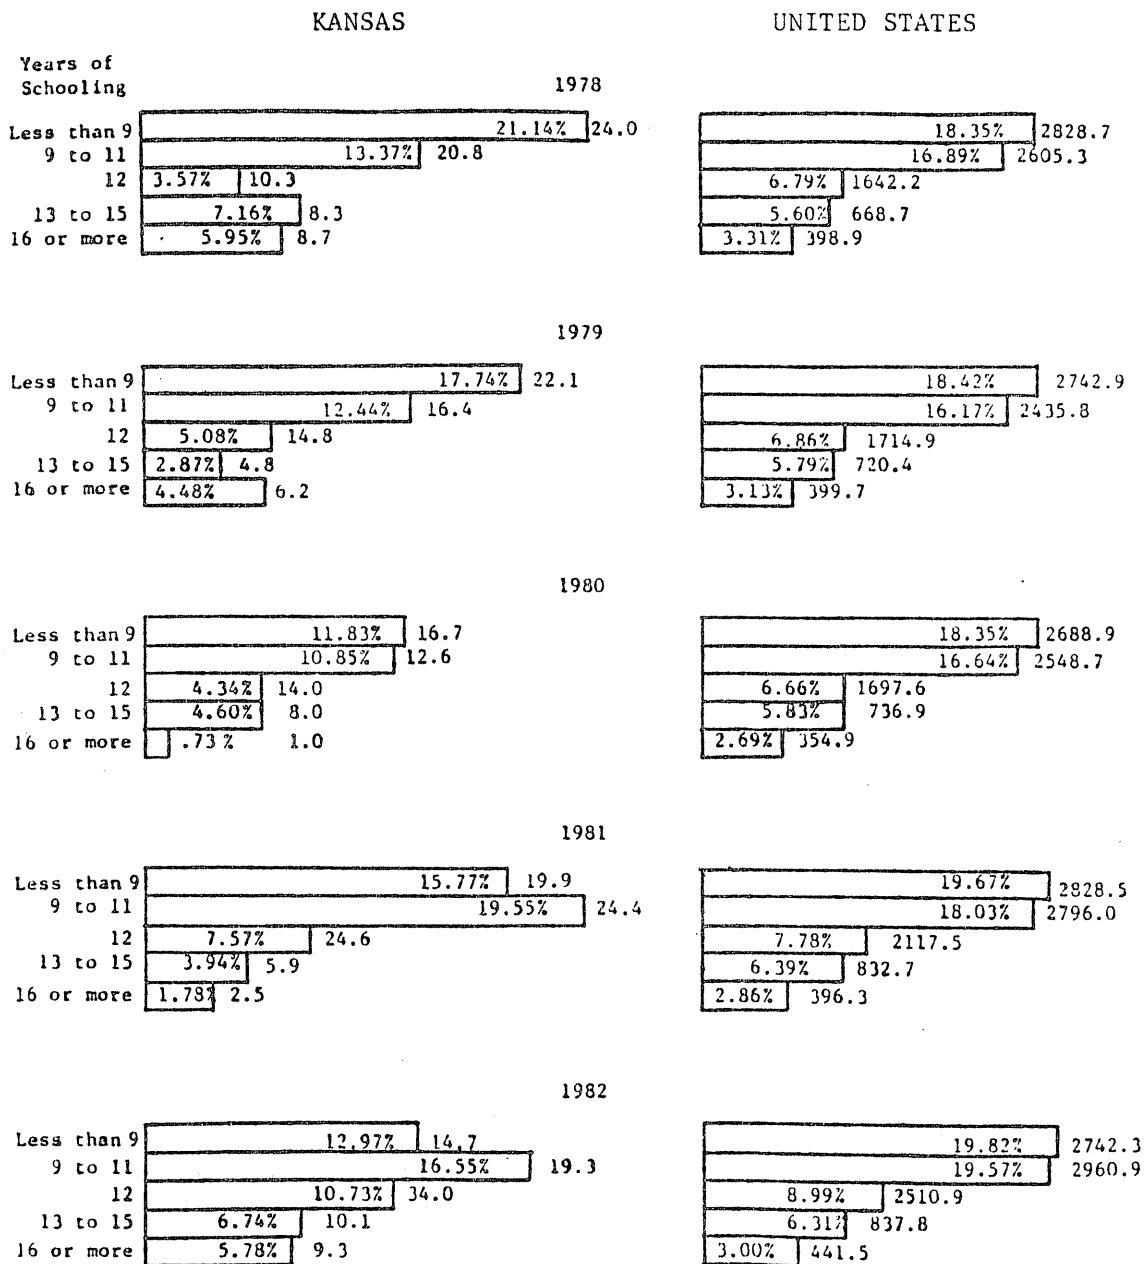 KANSAS UNITED STATES
Years of
Schooling
1978
Less than 9 21.14% 24.0 18.35% 2828.7
9 to 11 13.37% 20.8 16.89% 2605.3
12 3.57% 10.3 6.79% 1642.2
13 to 15 7.16% 8.3 5.60% 668.7
16 or more 5.95% 8.7 3.31% 398.9
1979
Less than 9 17.74% 22.1 18.42% 2742.9
9 to 11 12.44% 16.4 16.17% 2435.8
12 5.08% 14.8 6.86% 1714.9
13 to 15 2.87% 4.8 5.79% 720.4
16 or more 4.48% 6.2 3.13% 399.7
1980
Less than 9 11.83% 16.7 18.35% 2688.9
9 to 11 10.85% 12.6 16.64% 2548.7
12 4.34% 14.0 6.66% 1697.6
13 to 15 4.60% 8.0 5.83% 736.9
16 or more .73% 1.0 2.69% 354.9
1981
Less than 9 15.77% 19.9 19.67% 2828.5
9 to 11 19.55% 24.4 18.03% 2796.0
12 7.57% 24.6 7.78% 2117.5
13 to 15 3.94% 5.9 6.39% 832.7
16 or more 1.78% 2.5 2.86% 396.3
1982
Less than 9 12.97% 14.7 19.82% 2742.3
9 to 11 16.55% 19.3 19.57% 2960.9
12 10.73% 34.0 8.99% 2510.9
13 to 15 6.74% 10.1 6.31% 837.8
16 or more 5.78% 9.3 3.00% 441.5